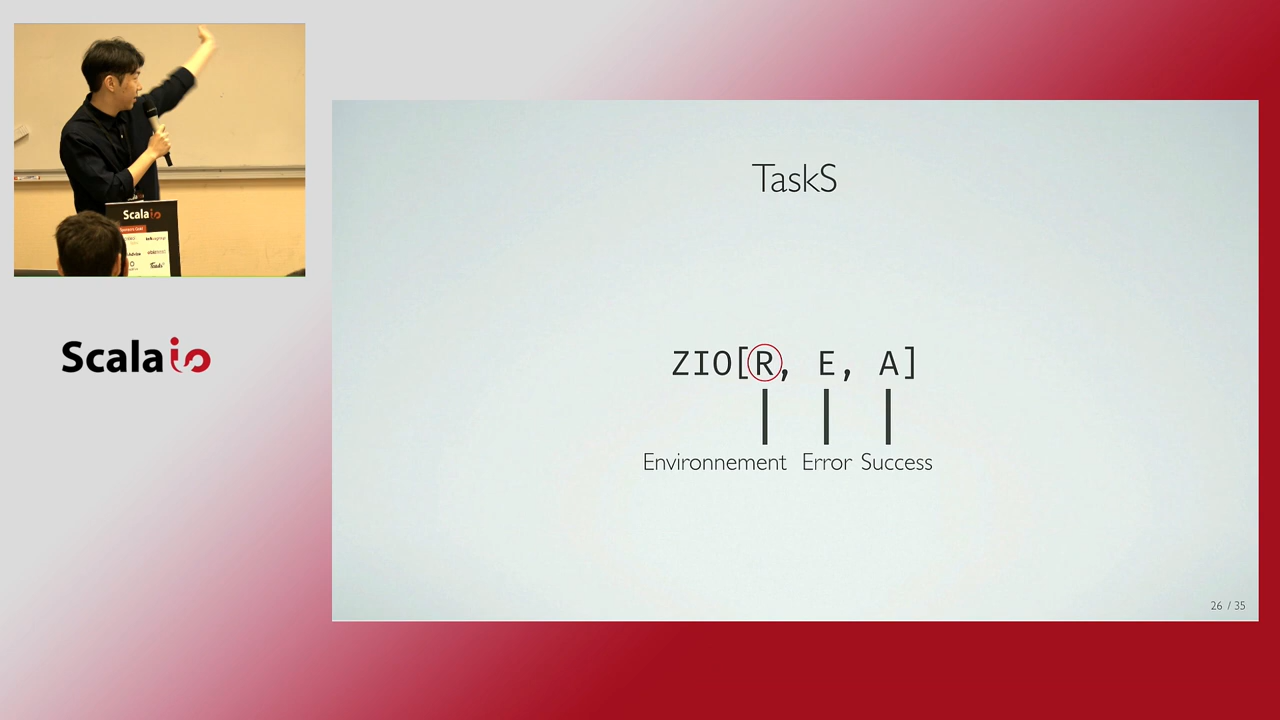 Scalaio
Scalaio
TaskS
ZIO[R, E, A]
Environnement Error Success
26 / 35